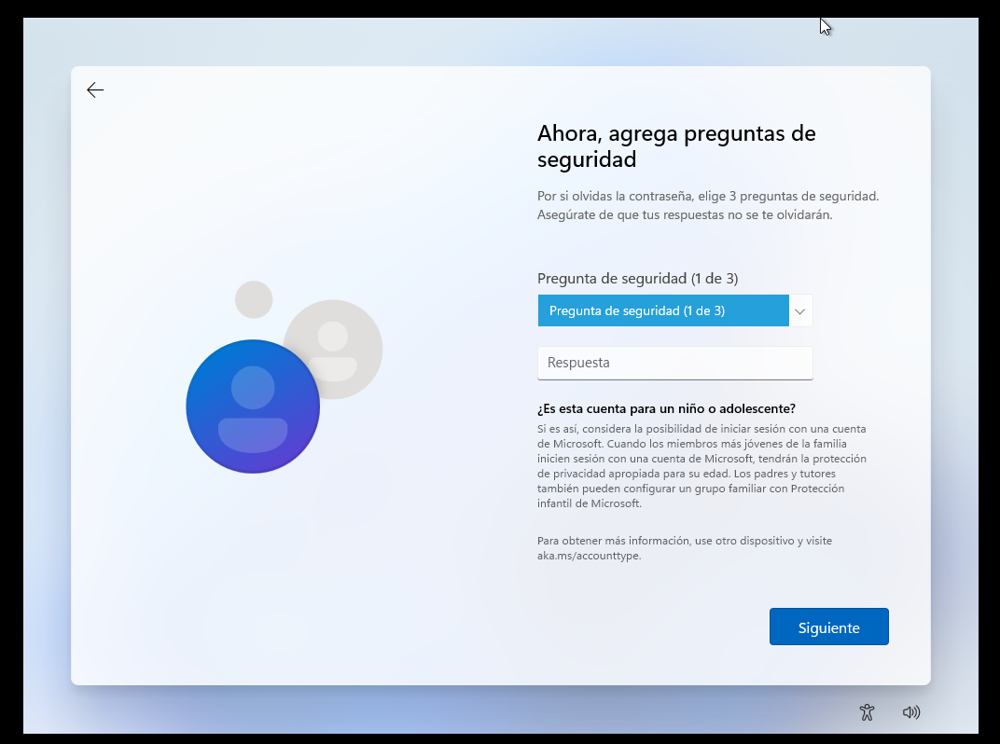 Ahora, agrega preguntas de
seguridad
Por si olvidas la contraseña, elige 3 preguntas de seguridad.
Asegúrate de que tus respuestas no se te olvidarán.
Pregunta de seguridad (1 de 3)
Pregunta de seguridad (1 de 3)
Respuesta
¿Es esta cuenta para un niño o adolescente?
Si es así, considera la posibilidad de iniciar sesión con una cuenta
de Microsoft. Cuando los miembros más jóvenes de la familia
inicien sesión con una cuenta de Microsoft, tendrán la protección
de privacidad apropiada para su edad. Los padres y tutores
también pueden configurar un grupo familiar con Protección
infantil de Microsoft.
Para obtener más información, use otro dispositivo y visite
aka.ms/accounttype.
Siguiente